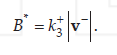 B* = k₃⁺ |v⁻|.